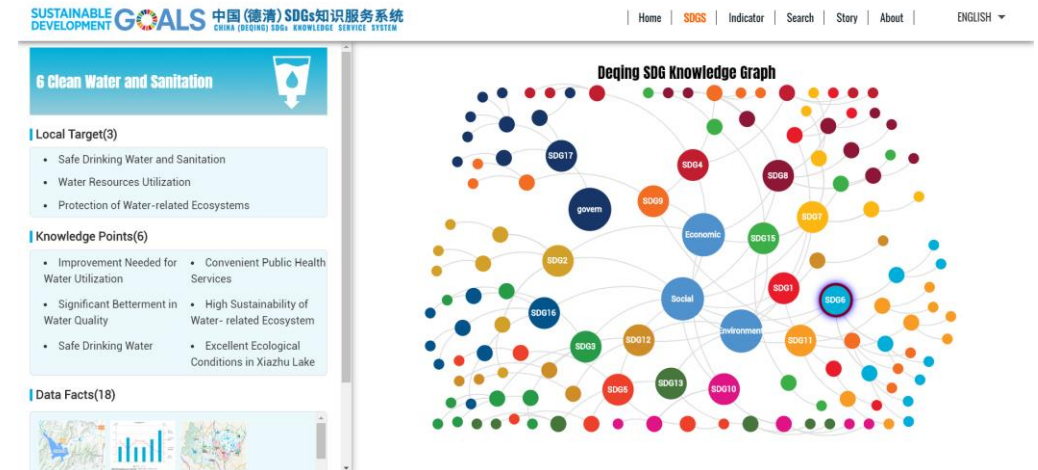 SUSTAINABLE DEVELOPMENT GOALS
中国(德清)SDGs知识服务系统
CHINA (DEQING) SDGs KNOWLEDGE SERVICE SYSTEM
Home | SDGS | Indicator | Search | Story | About |
ENGLISH
6 Clean Water and Sanitation
Local Target(3)
• Safe Drinking Water and Sanitation
• Water Resources Utilization
• Protection of Water-related Ecosystems
Knowledge Points(6)
• Improvement Needed for
Water Utilization
• Convenient Public Health
Services
• Significant Betterment in
Water Quality
• High Sustainability of
Water- related Ecosystem
• Safe Drinking Water
• Excellent Ecological
Conditions in Xiazhu Lake
Data Facts(18)
Deqing SDG Knowledge Graph
SDG17
SDG4
SDG8
govern
SDG9
SDG7
Economic
SDG15
SDG2
SDG1
Social
SDG6
SDG16
Environment
SDG3
SDG12
SDG11
SDG5
SDG13
SDG10